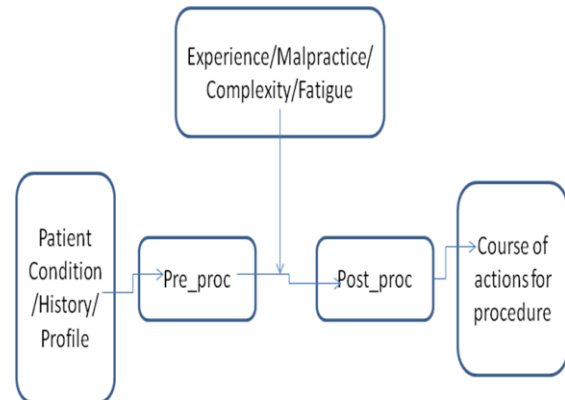 Experience/Malpractice/
Complexity/Fatigue
Patient
Condition
/History/
Profile
Pre_proc
Post_proc
Course of
actions for
procedure